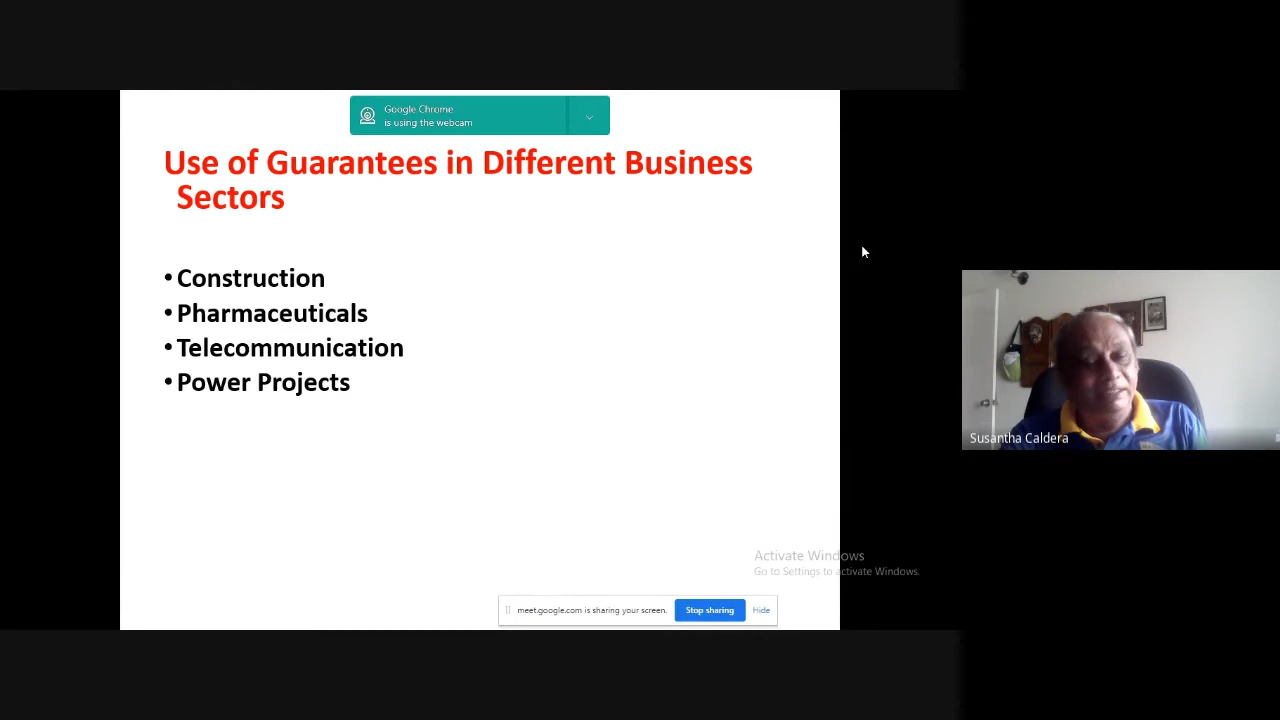 Google Chrome
is using the webcam
Use of Guarantees in Different Business
Sectors
• Construction
• Pharmaceuticals
• Telecommunication
• Power Projects
Susantha Caldera
Activate Windows
Go to Settings to activate Windows.
meet.google.com is sharing your screen.
Stop sharing
Hide